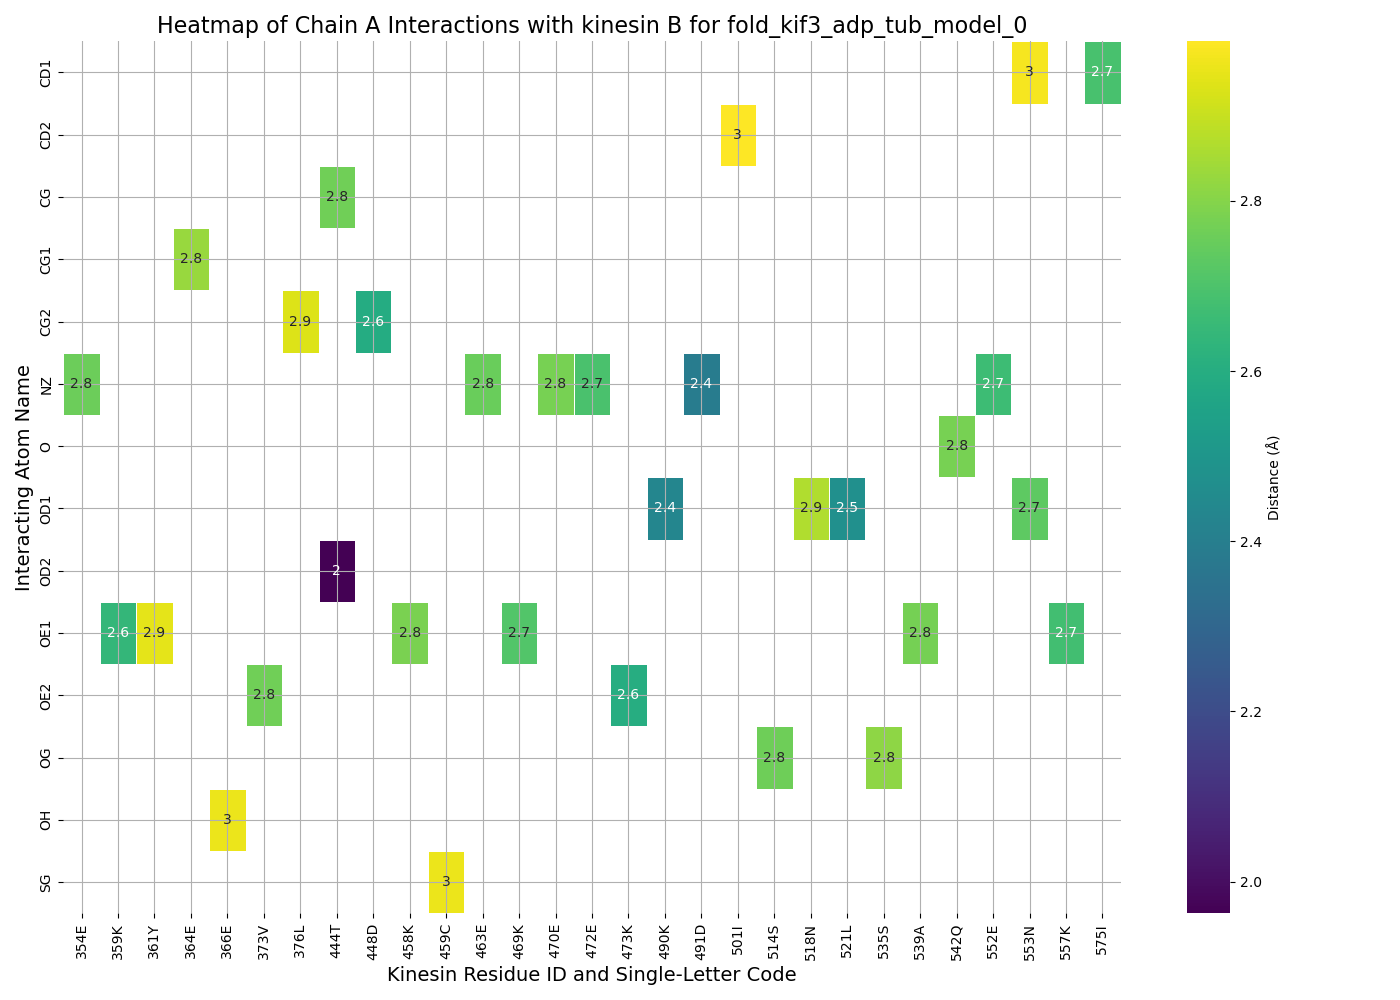 Heatmap of Chain A Interactions with kinesin B for fold_kif3_adp_tub_model_0
CD1
CD2
CG
CG1
CG2
NZ
O
OD1
OD2
OE1
OE2
OG
OH
SG
Interacting Atom Name
3 2.7
3
2.8
2.8
2.9 2.6
2.8 2.8 2.8 2.7 2.4 2.7
2.8
2.4 2.9 2.5 2.7
2
2.6 2.9 2.8 2.7 2.8 2.7
2.8 2.6
2.8 2.8
3
3
354E 359K 361Y 364E 366E 373V 376L 444T 448D 458K 459C 463E 469K 470E 472E 473K 490K 491D 501I 514S 518N 521L 535S 539A 542Q 552E 553N 557K 575I
Kinesin Residue ID and Single-Letter Code
2.8
2.6
2.4
2.2
2.0
Distance (Å)